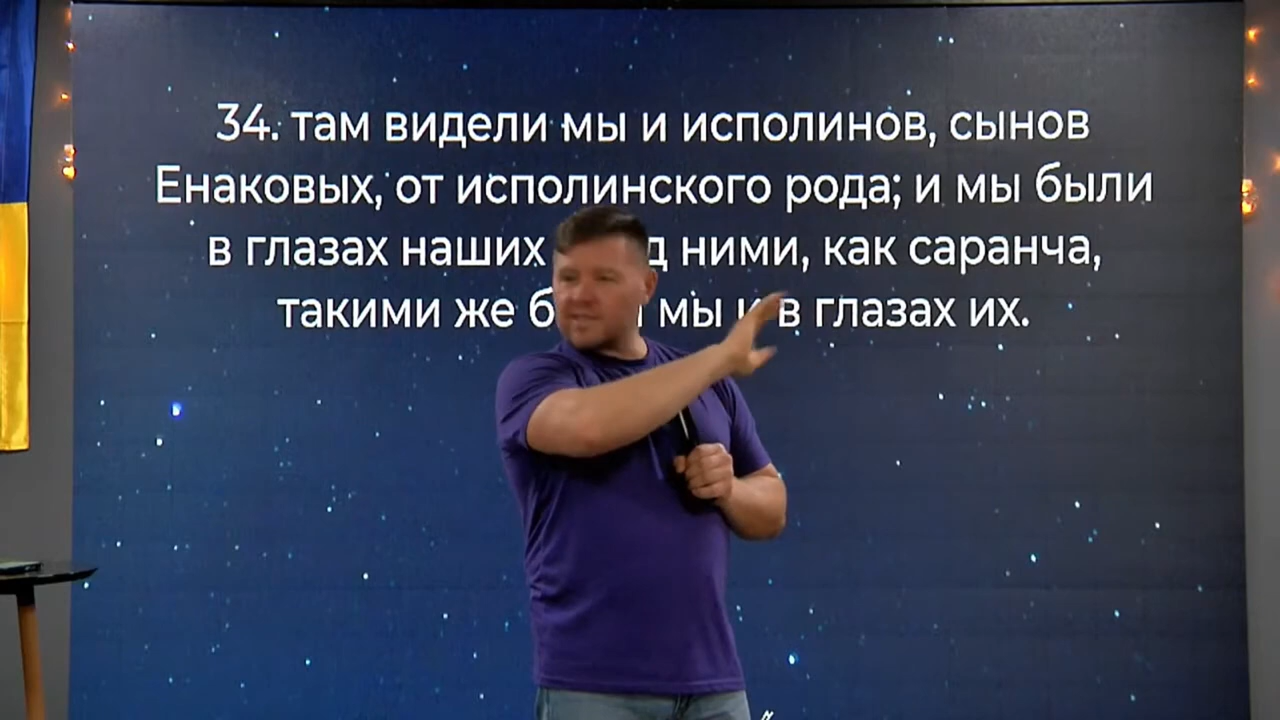 34. там видели мы и исполинов, сынов
Енаковых, от исполинского рода; и мы были
в глазах наших ними, как саранча,
такими же мы в глазах их.